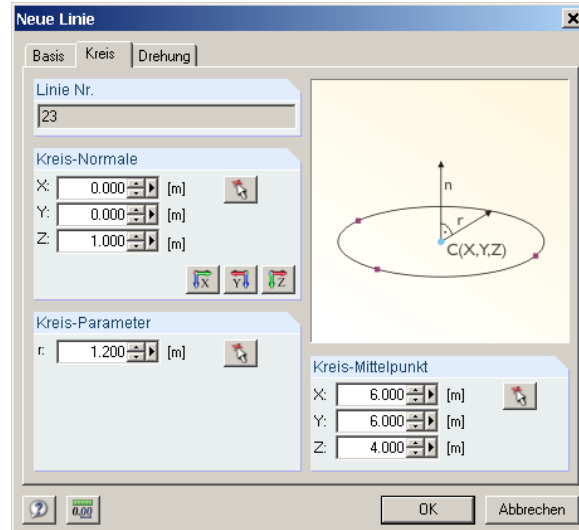 Neue Linie
Basis Kreis Drehung
Linie Nr.
23
Kreis-Normale
X: 0.000 [m]
Y: 0.000 [m]
Z: 1.000 [m]
X Y Z
Kreis-Parameter
r: 1.200 [m]
n
r
C(X,Y,Z)
Kreis-Mittelpunkt
X: 6.000 [m]
Y: 6.000 [m]
Z: 4.000 [m]
? 0.00 OK Abbrechen